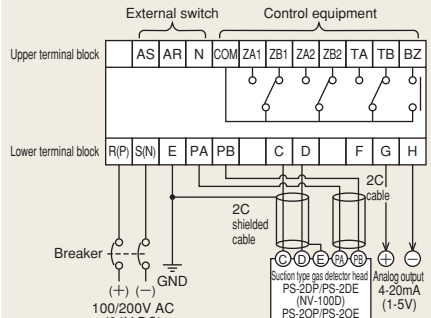 External switch Control equipment
Upper terminal block AS AR N COM ZA1 ZB1 ZA2 ZB2 TA TB BZ
Lower terminal block R(P) S(N) E PA PB C D F G H
2C cable
2C shielded cable
Breaker
GND
(+) (−)
100/200V AC
C D E PA PB + −
Suction type gas detector head
PS-2DP/PS-2DE
(NV-100D)
PS-2OP/PS-2OE
Analog output
4-20mA
(1-5V)